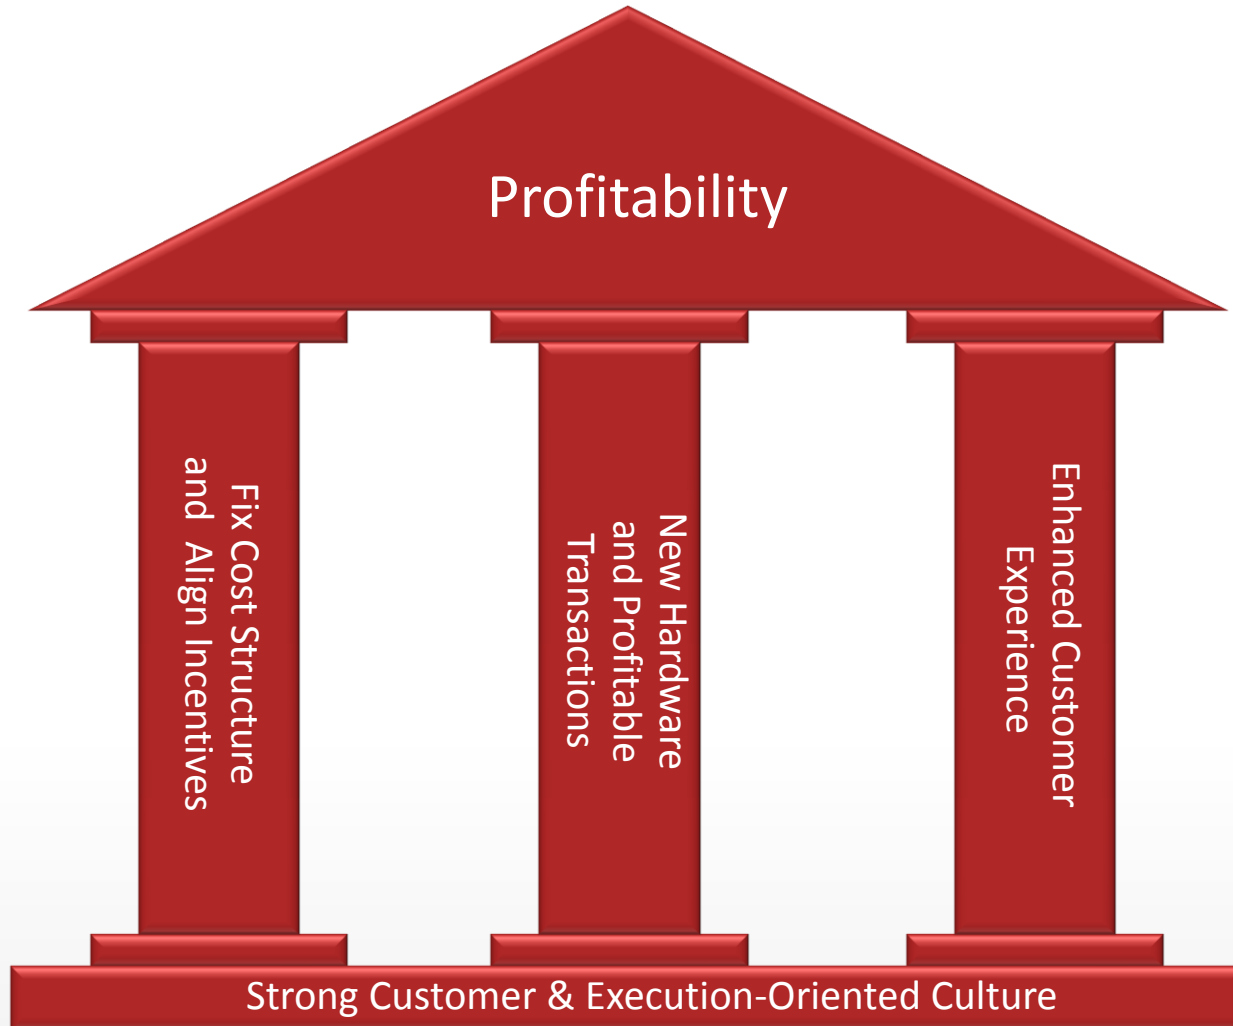 Profitability
Fix Cost Structure
and  Align Incentives
New Hardware
and Profitable
Transactions
Enhanced Customer
Experience
Strong Customer & Execution-Oriented Culture